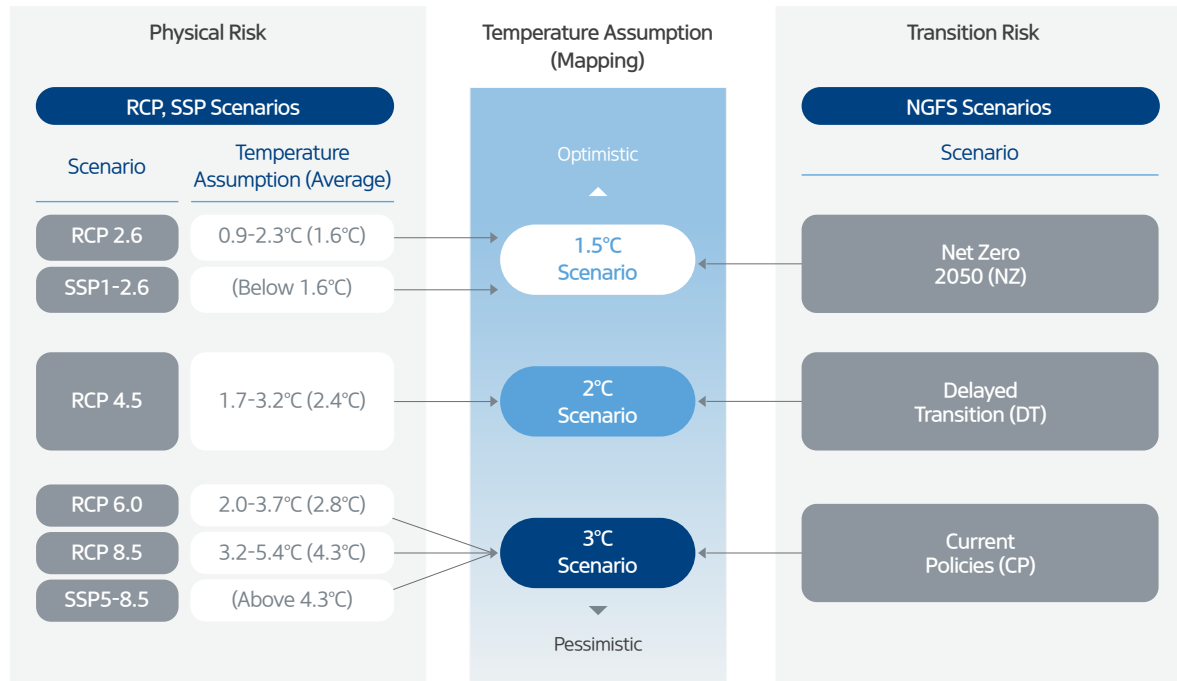 Physical Risk
RCP, SSP Scenarios
Scenario
Temperature
Assumption (Average)
RCP 2.6
0.9-2.3°C (1.6°C)
SSP1-2.6
(Below 1.6°C)
RCP 4.5
1.7-3.2°C (2.4°C)
RCP 6.0
2.0-3.7°C (2.8°C)
RCP 8.5
3.2-5.4°C (4.3°C)
SSP5-8.5
(Above 4.3°C)
Temperature Assumption
(Mapping)
Optimistic
1.5°C
Scenario
2°C
Scenario
3°C
Scenario
Pessimistic
Transition Risk
NGFS Scenarios
Scenario
Net Zero
2050 (NZ)
Delayed
Transition (DT)
Current
Policies (CP)